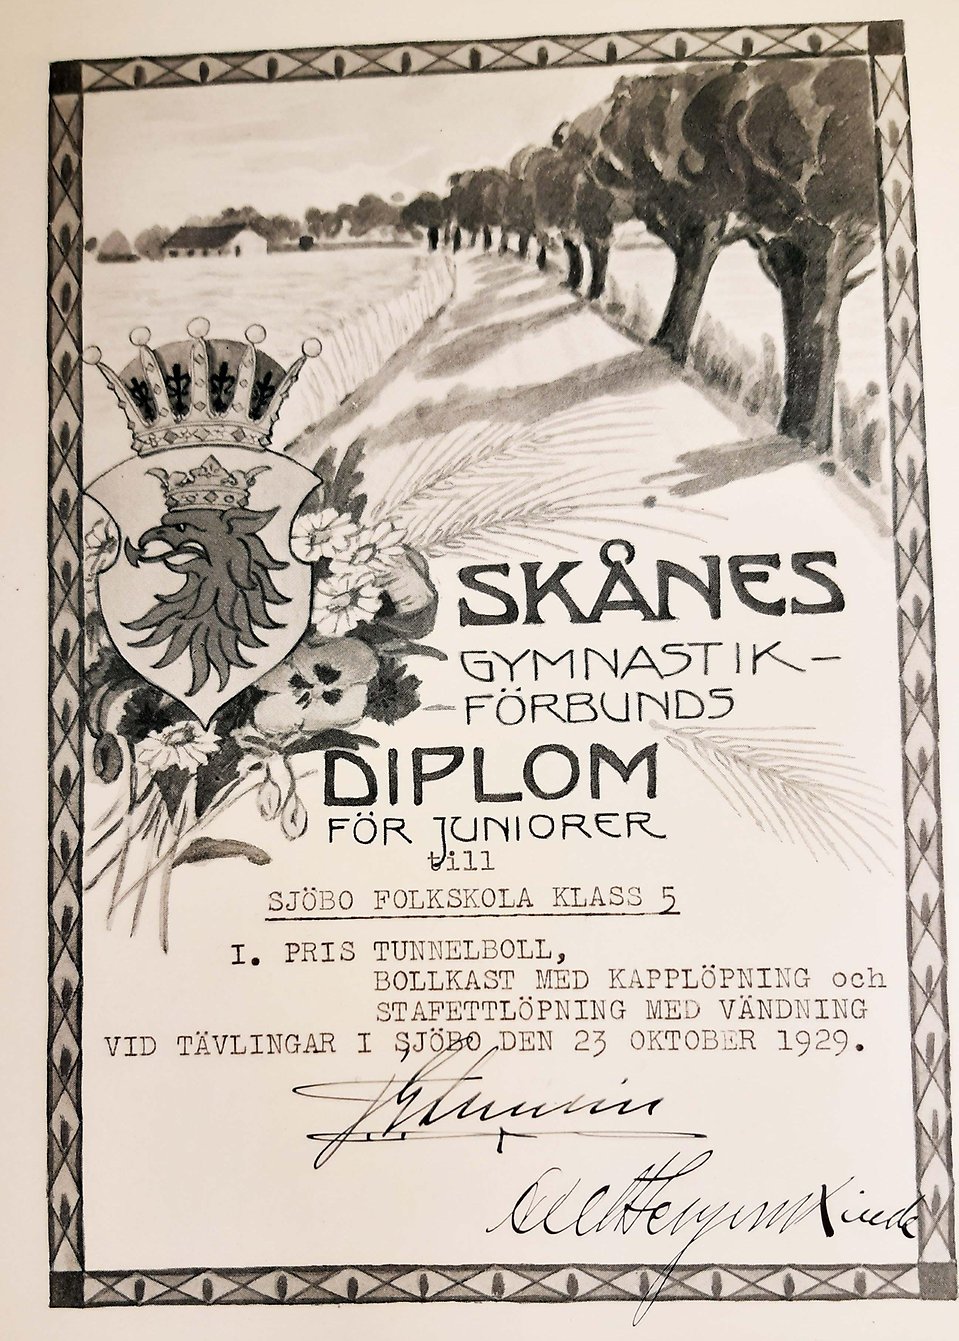 SKÅNES
GYMNASTIK-
FÖRBUNDS
DIPLOM
FÖR JUNIORER
till
SJÖBO FOLKSKOLA KLASS 5
I. PRIS TUNNELBOLL,
BOLLKAST MED KAPPLÖPNING och
STAFETTLÖPNING MED VÄNDNING
VID TÄVLINGAR I SJÖBO DEN 23 OKTOBER 1929.